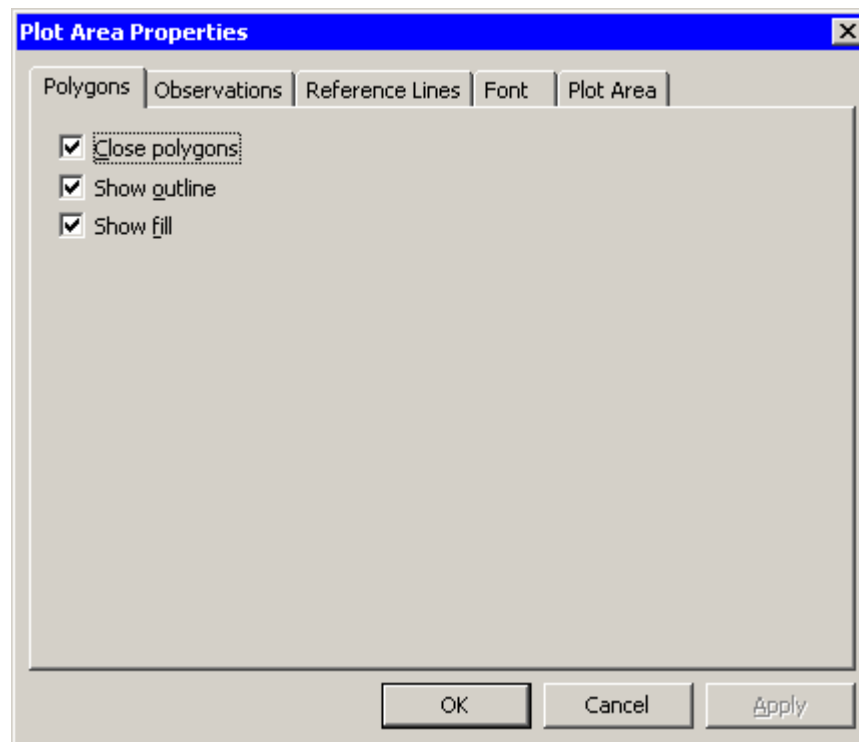 Plot Area Properties
Polygons Observations Reference Lines Font Plot Area
Close polygons
Show outline
Show fill
OK Cancel Apply